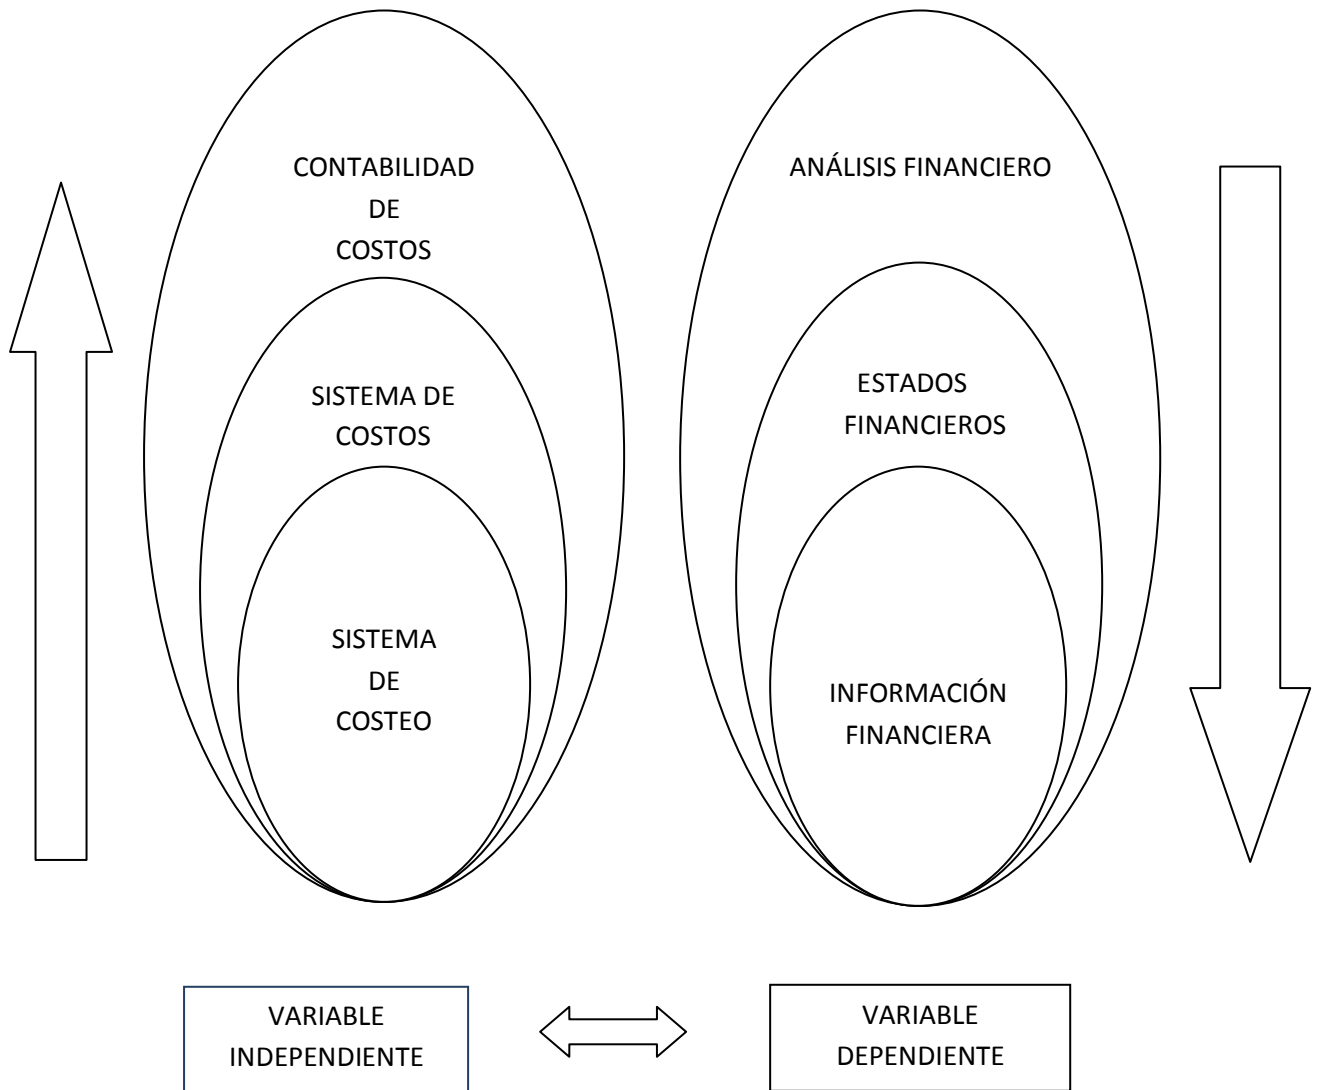 CONTABILIDAD
DE
COSTOS
SISTEMA DE
COSTOS
SISTEMA
DE
COSTEO
ANÁLISIS FINANCIERO
ESTADOS
FINANCIEROS
INFORMACIÓN
FINANCIERA
VARIABLE
INDEPENDIENTE
VARIABLE
DEPENDIENTE